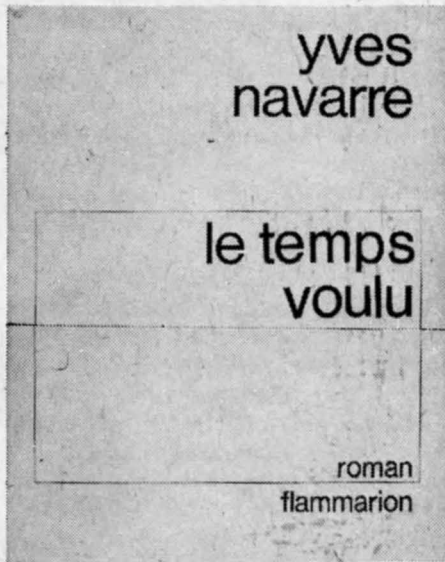 yves
navarre
le temps
voulu
roman
flammarion